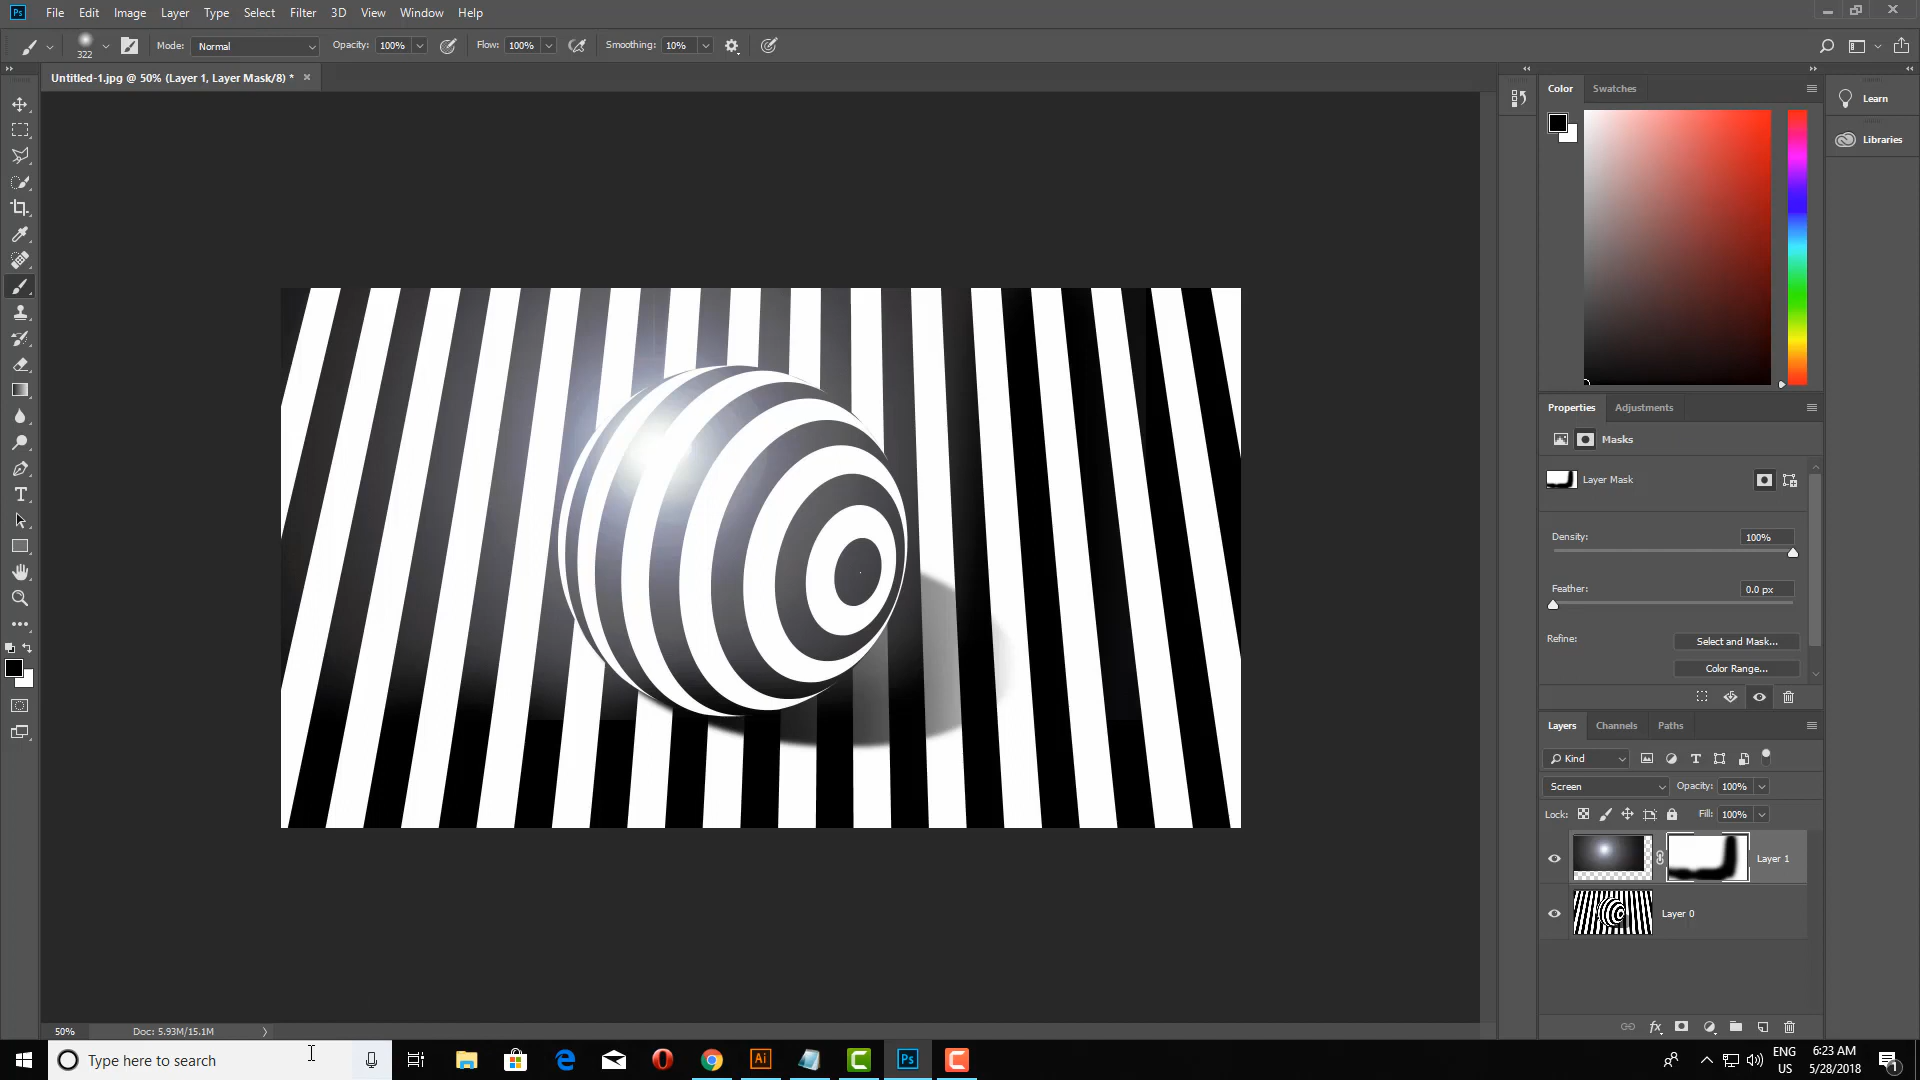 Ps File Edit Image Layer Type Select Filter 3D View Window Help
322 Mode: Normal Opacity: 100% Flow: 100% Smoothing: 10%
Untitled-1.jpg @ 50% (Layer 1, Layer Mask/8) * ×
Color Swatches
Learn
Libraries
Properties Adjustments
Masks
Layer Mask
Density: 100%
Feather: 0.0 px
Refine: Select and Mask...
Color Range...
Layers Channels Paths
Kind
Screen Opacity: 100%
Lock: Fill: 100%
Layer 1
Layer 0
50% Doc: 5.93M/15.1M
Type here to search
Ai Ps
ENG 6:23 AM
US 5/28/2018
1